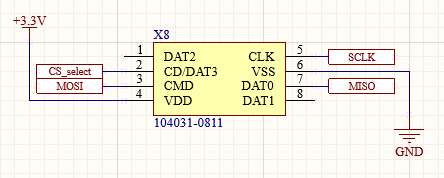 +3.3V
X8
1 DAT2 CLK 5 SCLK
CS_select 2 CD/DAT3 VSS 6
MOSI 3 CMD DAT0 7 MISO
4 VDD DAT1 8
104031-0811
GND